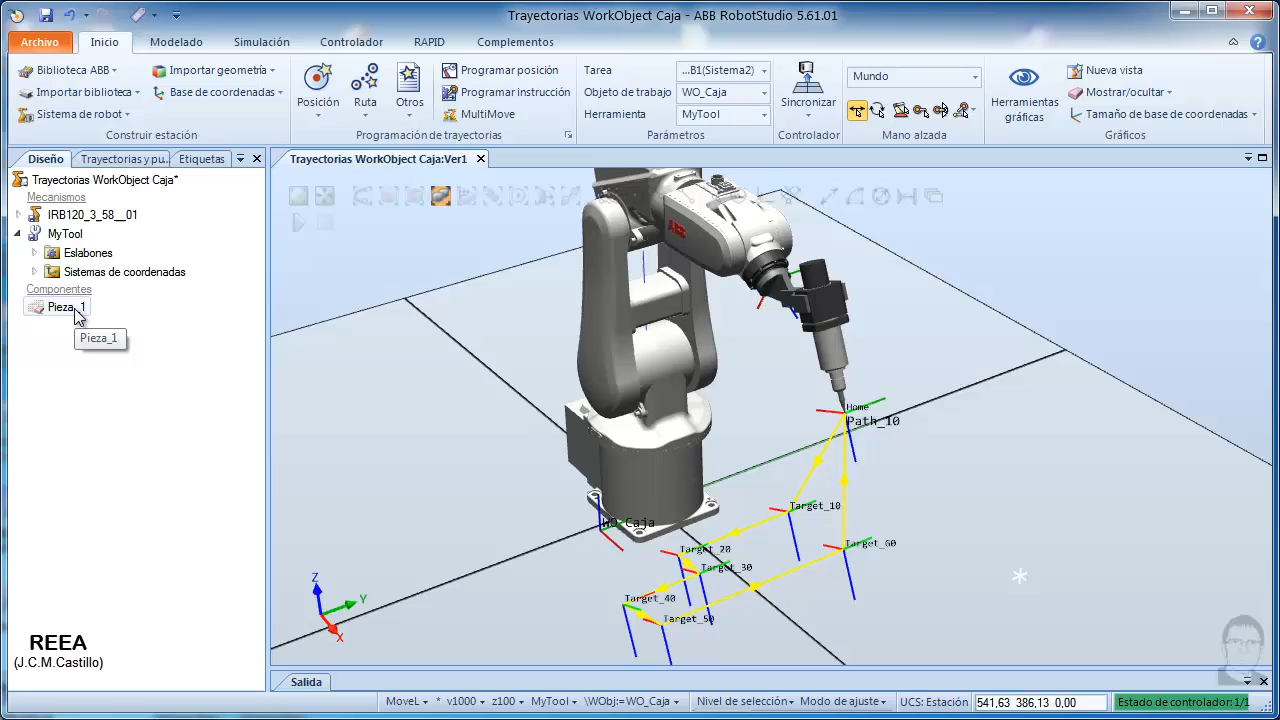 Trayectorias WorkObject Caja - ABB RobotStudio 5.61.01
Archivo Inicio Modelado Simulación Controlador RAPID Complementos
Biblioteca ABB
Importar biblioteca
Sistema de robot
Importar geometría
Base de coordenadas
Construir estación
Posición
Ruta
Otros
Programar posición
Programar instrucción
MultiMove
Programación de trayectorias
Tarea ...B1(Sistema2)
Objeto de trabajo WO_Caja
Herramienta MyTool
Parámetros
Sincronizar
Controlador
Mundo
Mano alzada
Herramientas
gráficas
Nueva vista
Mostrar/ocultar
Tamaño de base de coordenadas
Gráficos
Diseño Trayectorias y pu... Etiquetas
Trayectorias WorkObject Caja:Ver1
Trayectorias WorkObject Caja*
Mecanismos
IRB120_3_58__01
MyTool
Eslabones
Sistemas de coordenadas
Componentes
Pieza_1
Pieza_1
ABB
Home
Path_10
Target_10
WO_Caja
Target_20
Target_60
Target_30
Target_40
Target_50
Z
Y
X
REEA
(J.C.M.Castillo)
Salida
MoveL * v1000 z100 MyTool \WObj:=WO_Caja Nivel de selección Modo de ajuste UCS: Estación 541,63 386,13 0,00 Estado de controlador: 1/1